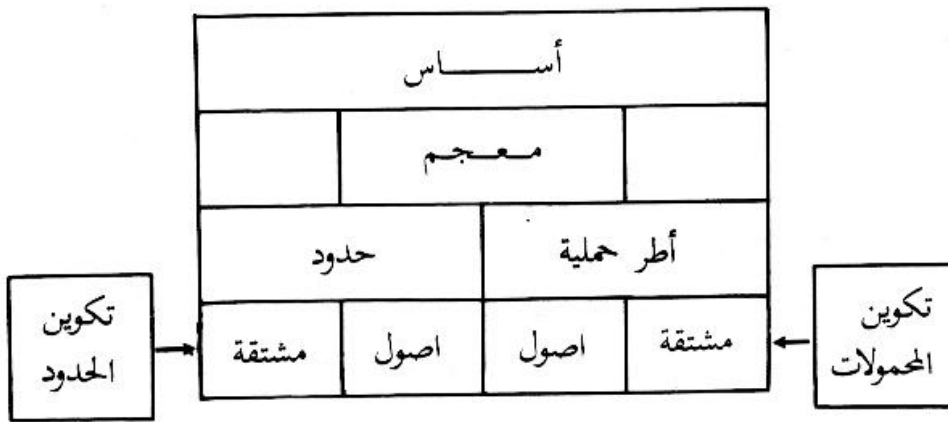 أســـــاس
مـعـجـم
أطر حملية
حدود
تكوين
المحمولات
مشتقة
اصول
اصول
مشتقة
تكوين
الحدود